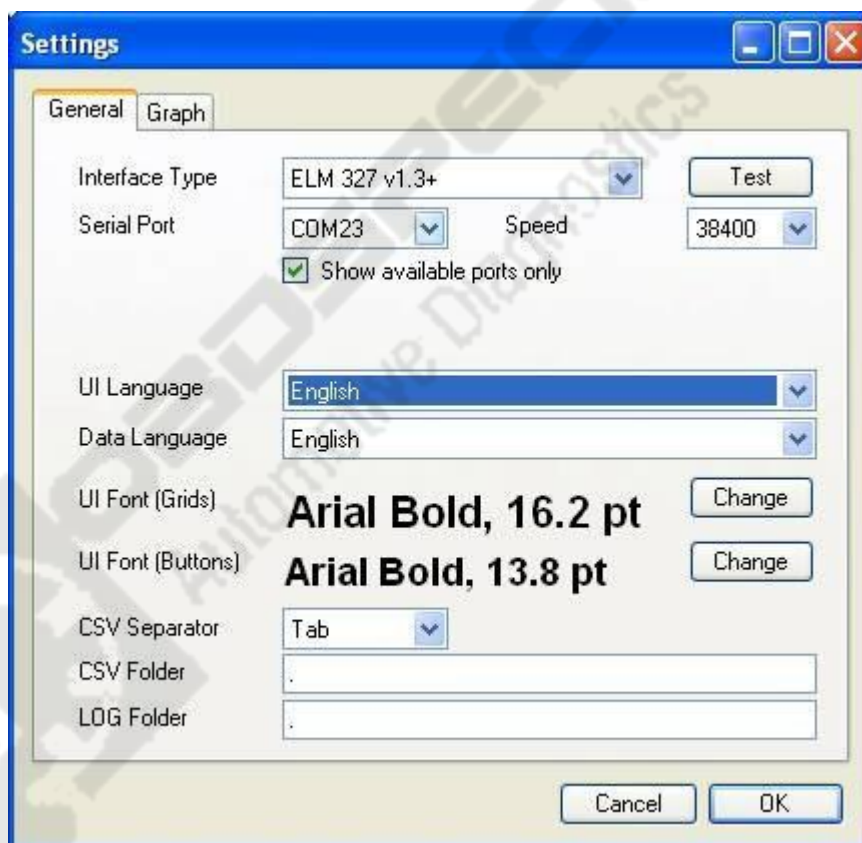 Settings
General Graph
Interface Type ELM 327 v1.3+ Test
Serial Port COM23 Speed 38400
Show available ports only
UI Language English
Data Language English
UI Font (Grids) Arial Bold, 16.2 pt Change
UI Font (Buttons) Arial Bold, 13.8 pt Change
CSV Separator Tab
CSV Folder .
LOG Folder .
Cancel OK
Automotive Diagnostics